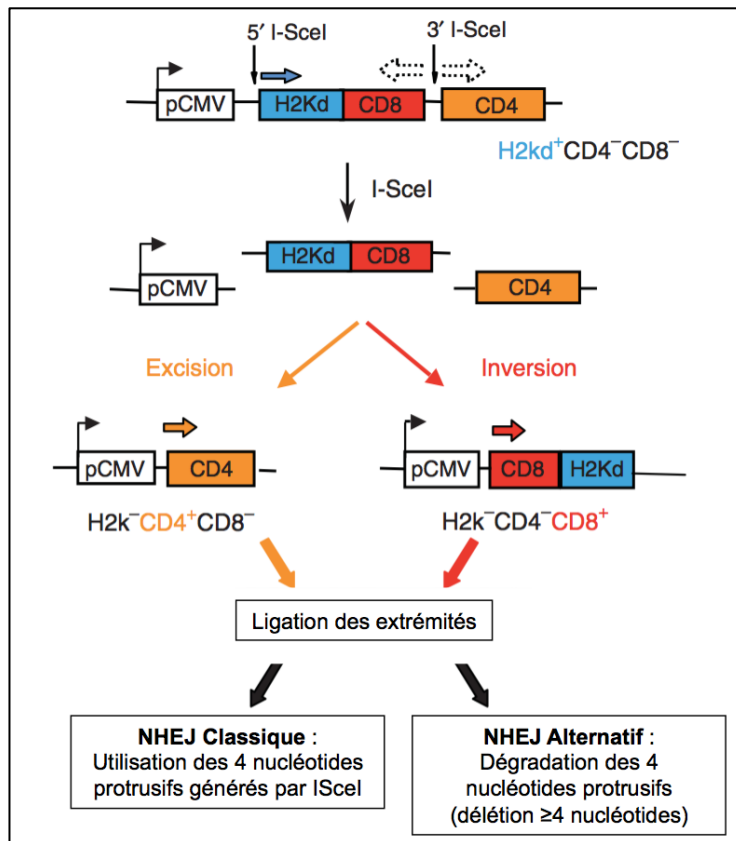 5′ I-SceI 3′ I-SceI
pCMV H2Kd CD8 CD4
H2kd⁺CD4⁻CD8⁻
I-SceI
H2Kd CD8
pCMV CD4
Excision Inversion
pCMV CD4 pCMV CD8 H2Kd
H2k⁻CD4⁺CD8⁻ H2k⁻CD4⁻CD8⁺
Ligation des extrémités
NHEJ Classique :
Utilisation des 4 nucléotides
protrusifs générés par IScel
NHEJ Alternatif :
Dégradation des 4
nucléotides protrusifs
(délétion ≥4 nucléotides)